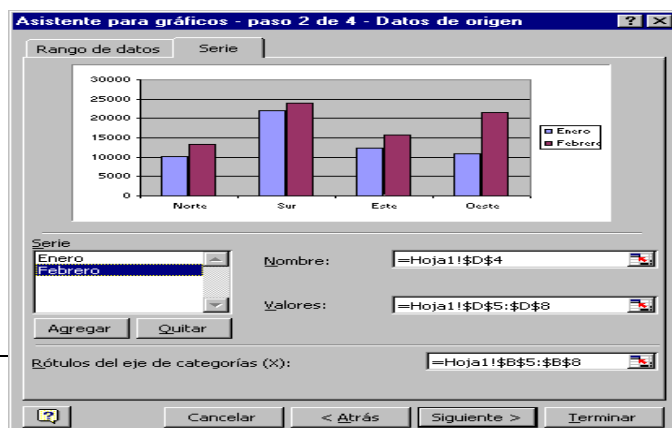 Asistente para gráficos - paso 2 de 4 - Datos de origen
Rango de datos Serie
30000
25000
20000
15000
10000
5000
0
Norte Sur Este Oeste
Enero
Febrero
Serie
Enero
Febrero
Nombre: =Hoja1!$D$4
Valores: =Hoja1!$D$5:$D$8
Agregar Quitar
Rótulos del eje de categorías (X): =Hoja1!$B$5:$B$8
Cancelar < Atrás Siguiente > Terminar